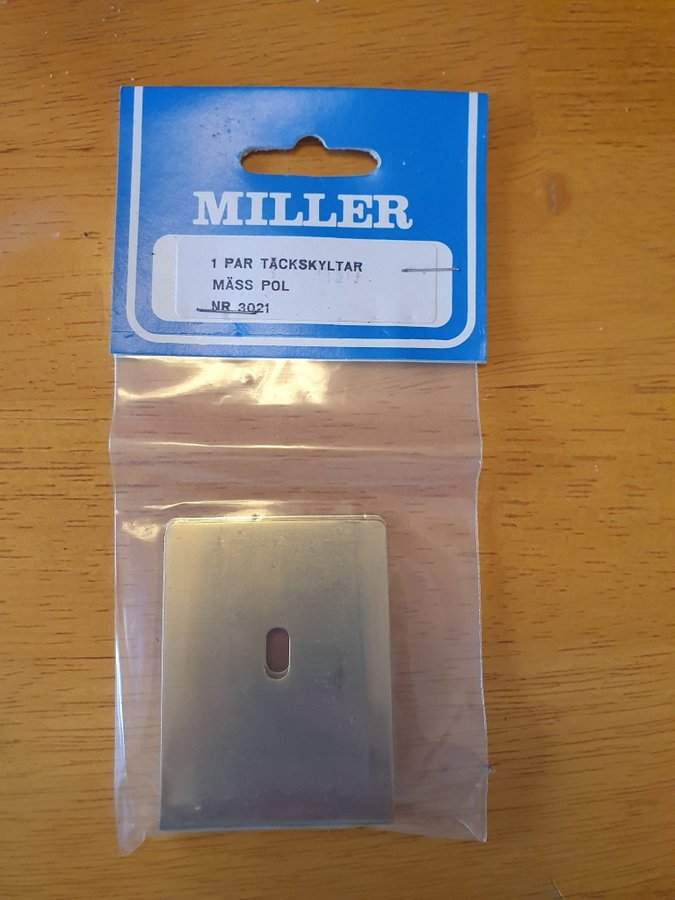 MILLER
1 PAR TÄCKSKYLTAR
MÄSS POL
NR 3021